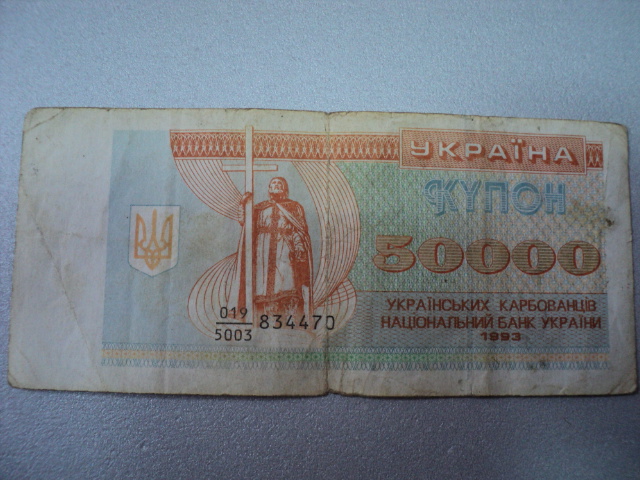 УКРАЇНА
КУПОН
50000
УКРАЇНСЬКИХ КАРБОВАНЦІВ
НАЦІОНАЛЬНИЙ БАНК УКРАЇНИ
1993
019/5003 834470